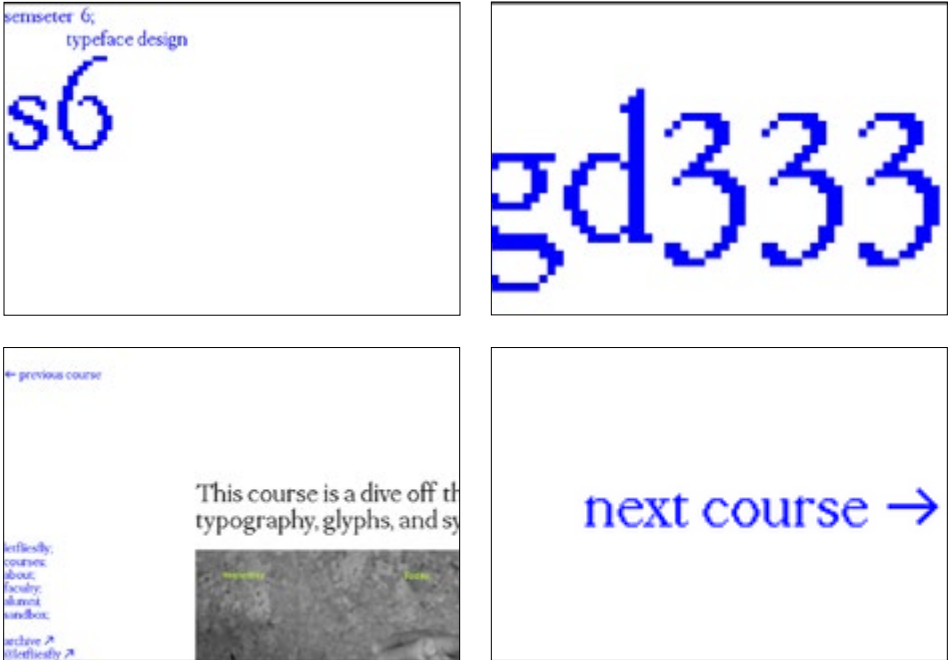 semseter 6;
typeface design
s6
gd333
← previous course
This course is a dive off th
typography, glyphs, and sy
letfliesfly;
courses;
about;
faculty;
alumni;
sandbox;
archive ↗
@letfliesfly ↗
next course →